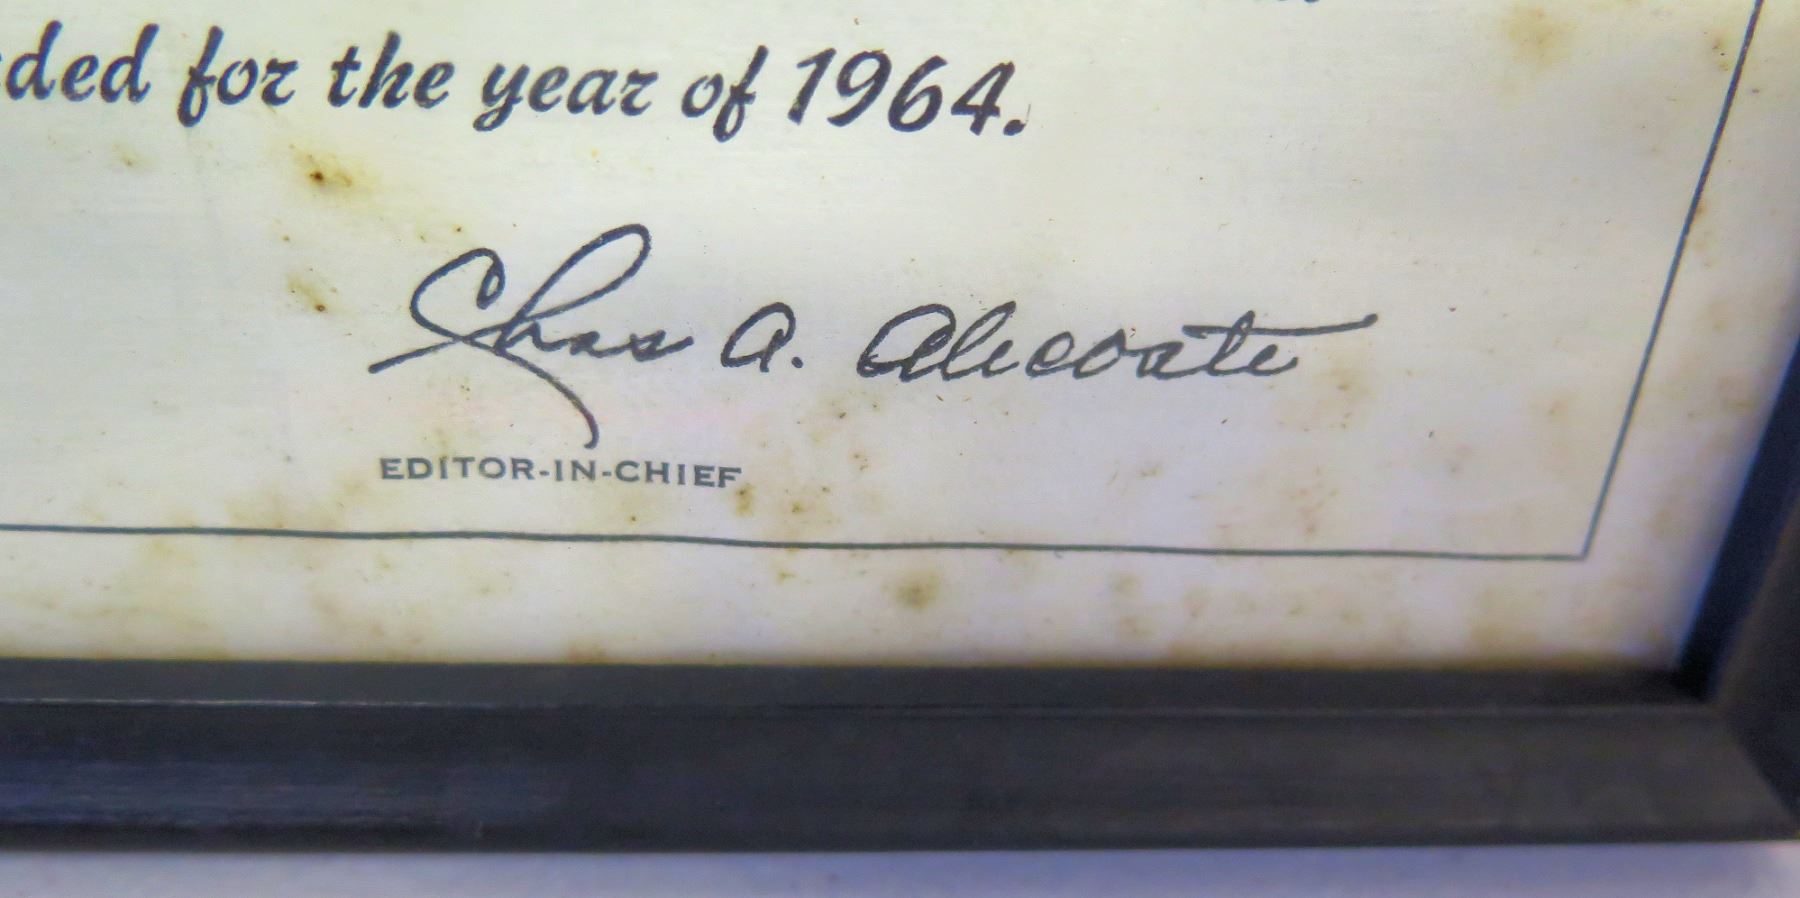 ded for the year of 1964.
Chas A. Alicoate
EDITOR-IN-CHIEF